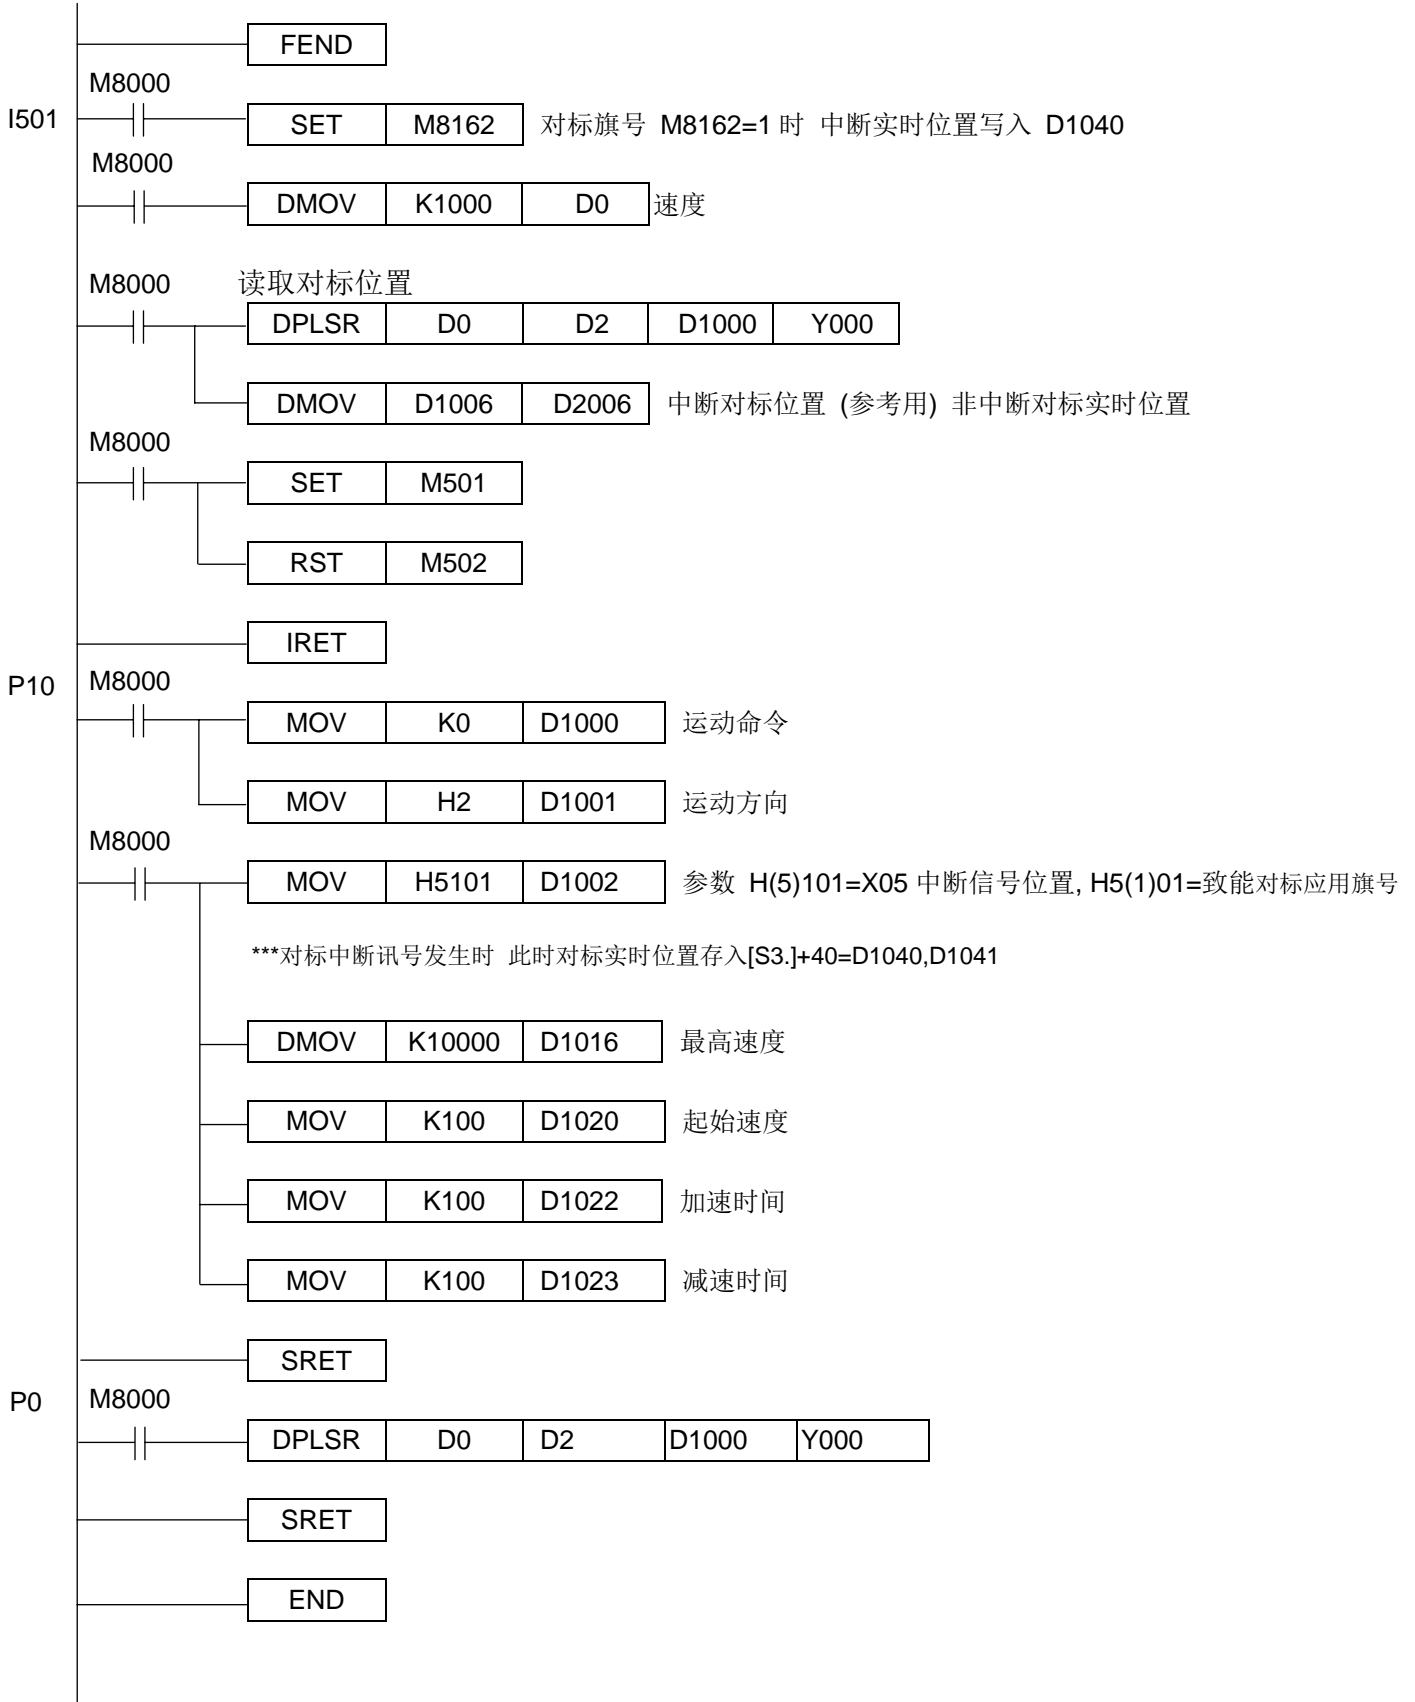 FEND
M8000
I501 SET M8162 对标旗号 M8162=1 时 中断实时位置写入 D1040
M8000
DMOV K1000 D0 速度
M8000 读取对标位置
DPLSR D0 D2 D1000 Y000
DMOV D1006 D2006 中断对标位置 (参考用) 非中断对标实时位置
M8000
SET M501
RST M502
IRET
P10 M8000
MOV K0 D1000 运动命令
MOV H2 D1001 运动方向
M8000
MOV H5101 D1002 参数 H(5)101=X05 中断信号位置, H5(1)01=致能对标应用旗号
***对标中断讯号发生时 此时对标实时位置存入[S3.]+40=D1040,D1041
DMOV K10000 D1016 最高速度
MOV K100 D1020 起始速度
MOV K100 D1022 加速时间
MOV K100 D1023 减速时间
SRET
P0 M8000
DPLSR D0 D2 D1000 Y000
SRET
END